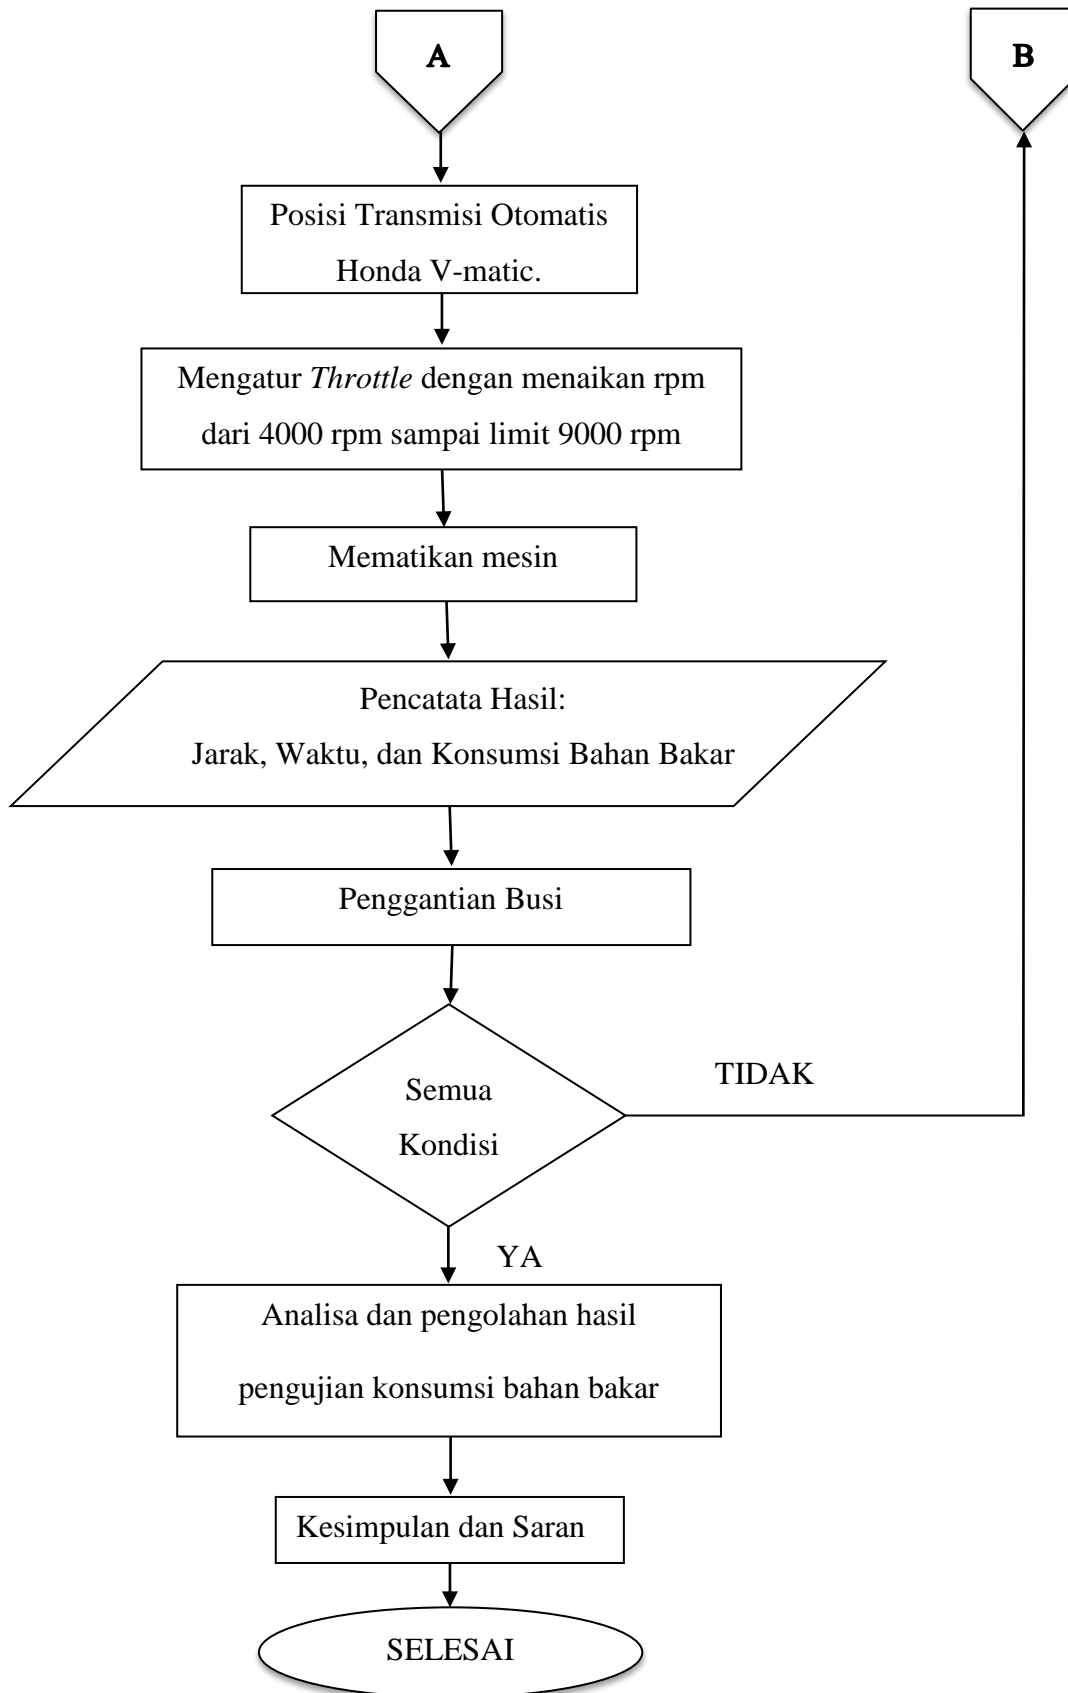 A
B
Posisi Transmisi Otomatis
Honda V-matic.
Mengatur Throttle dengan menaikan rpm
dari 4000 rpm sampai limit 9000 rpm
Mematikan mesin
Pencatata Hasil:
Jarak, Waktu, dan Konsumsi Bahan Bakar
Penggantian Busi
Semua
Kondisi
TIDAK
YA
Analisa dan pengolahan hasil
pengujian konsumsi bahan bakar
Kesimpulan dan Saran
SELESAI